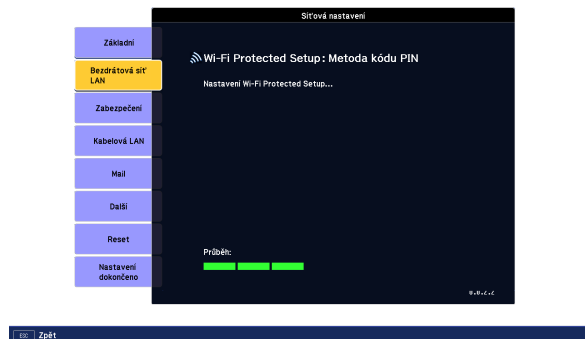 Síťová nastavení
Základní
Bezdrátová síť
LAN
Zabezpečení
Kabelová LAN
Mail
Další
Reset
Nastavení
dokončeno
Wi-Fi Protected Setup: Metoda kódu PIN
Nastavení Wi-Fi Protected Setup...
Průběh:
ESC Zpět